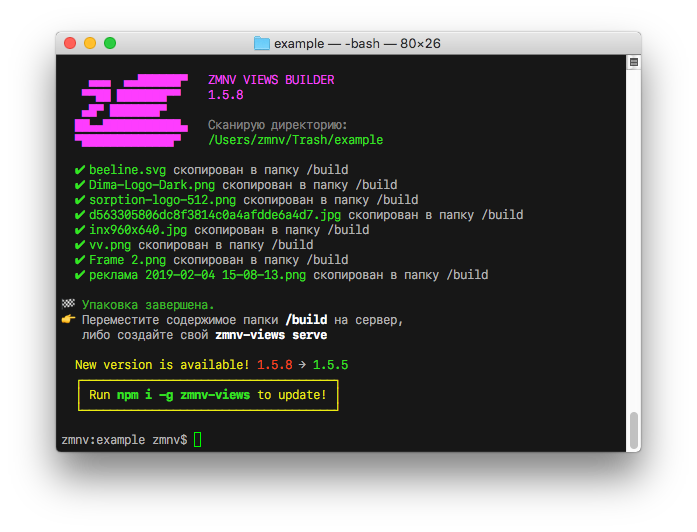 example — -bash — 80×26
ZMNV VIEWS BUILDER
1.5.8
Сканирую директорию:
/Users/zmnv/Trash/example
✔ beeline.svg скопирован в папку /build
✔ Dima-Logo-Dark.png скопирован в папку /build
✔ sorption-logo-512.png скопирован в папку /build
✔ d563305806dc8f3814c0a4afdde6a4d7.jpg скопирован в папку /build
✔ inx960x640.jpg скопирован в папку /build
✔ vv.png скопирован в папку /build
✔ Frame 2.png скопирован в папку /build
✔ реклама 2019-02-04 15-08-13.png скопирован в папку /build
🏁 Упаковка завершена.
👉 Переместите содержимое папки /build на сервер,
либо создайте свой zmnv-views serve
New version is available! 1.5.8 → 1.5.5
Run npm i -g zmnv-views to update!
zmnv:example zmnv$